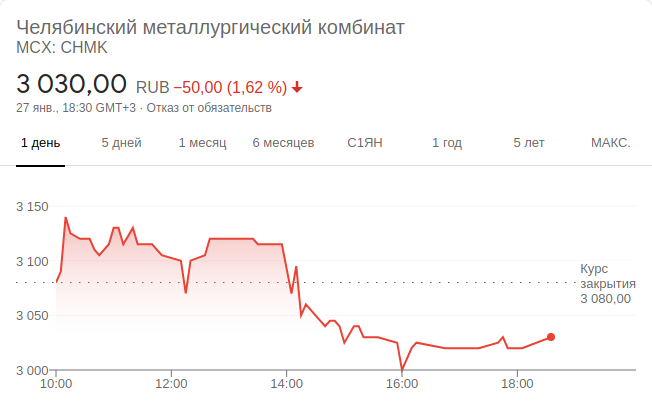 Челябинский металлургический комбинат
MCX: CHMK
3 030,00 RUB −50,00 (1,62 %)
27 янв., 18:30 GMT+3 · Отказ от обязательств
1 день 5 дней 1 месяц 6 месяцев С1ЯН 1 год 5 лет МАКС.
3 150
3 100
Курс
закрытия
3 080,00
3 050
3 000
10:00 12:00 14:00 16:00 18:00